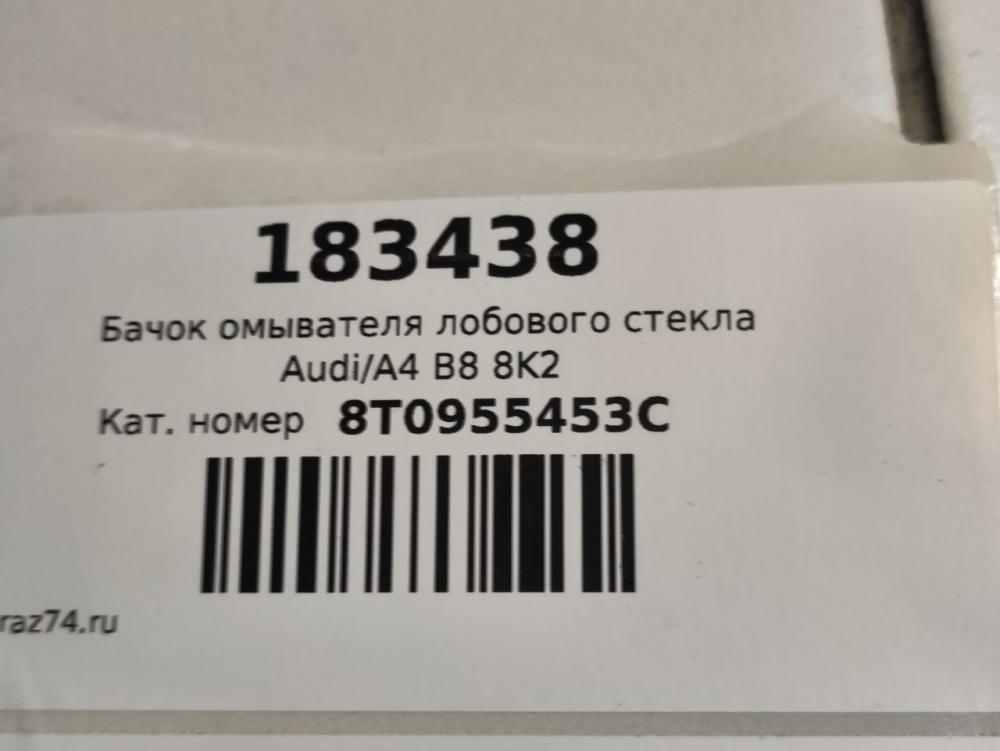 183438
Бачок омывателя лобового стекла
Audi/A4 B8 8K2
Кат. номер 8T0955453C
raz74.ru